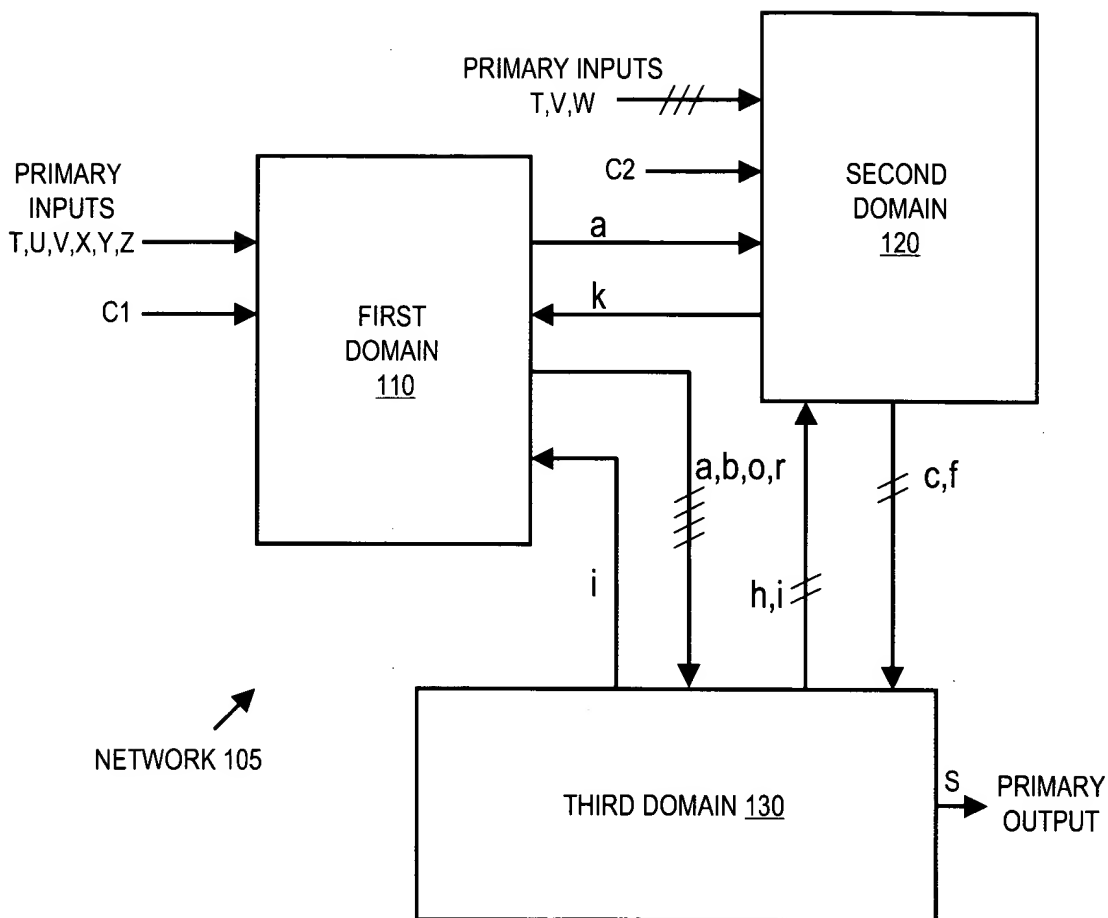 PRIMARY INPUTS
T,V,W
C2
SECOND
DOMAIN
120
PRIMARY
INPUTS
T,U,V,X,Y,Z
C1
FIRST
DOMAIN
110
a
k
a,b,o,r
c,f
i
h,i
NETWORK 105
THIRD DOMAIN 130
S
PRIMARY
OUTPUT